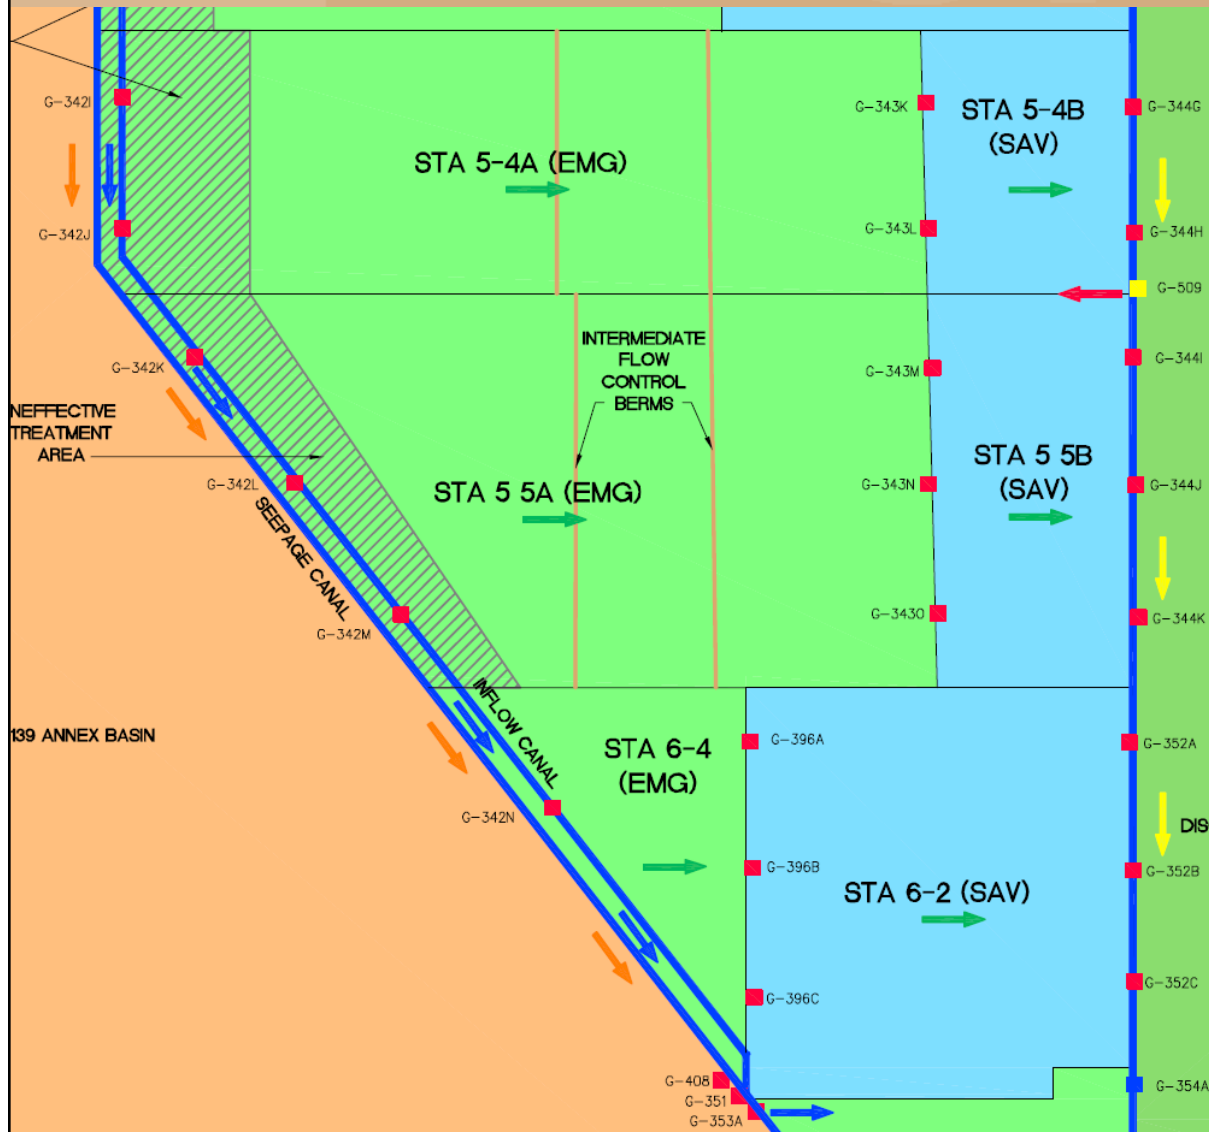 G-342I
G-343K
STA 5-4B
(SAV)
G-344G
STA 5-4A (EMG)
G-342J
G-343L
G-344H
G-509
INTERMEDIATE
FLOW
CONTROL
BERMS
G-342K
G-343M
G-344I
NEFFECTIVE
TREATMENT
AREA
STA 5 5B
(SAV)
G-342L
STA 5 5A (EMG)
G-343N
G-344J
SEEPAGE CANAL
G-342M
G-343O
G-344K
INFLOW CANAL
139 ANNEX BASIN
STA 6-4
(EMG)
G-396A
G-352A
G-342N
DIS
G-396B
G-352B
STA 6-2 (SAV)
G-396C
G-352C
G-408
G-351
G-353A
G-354A